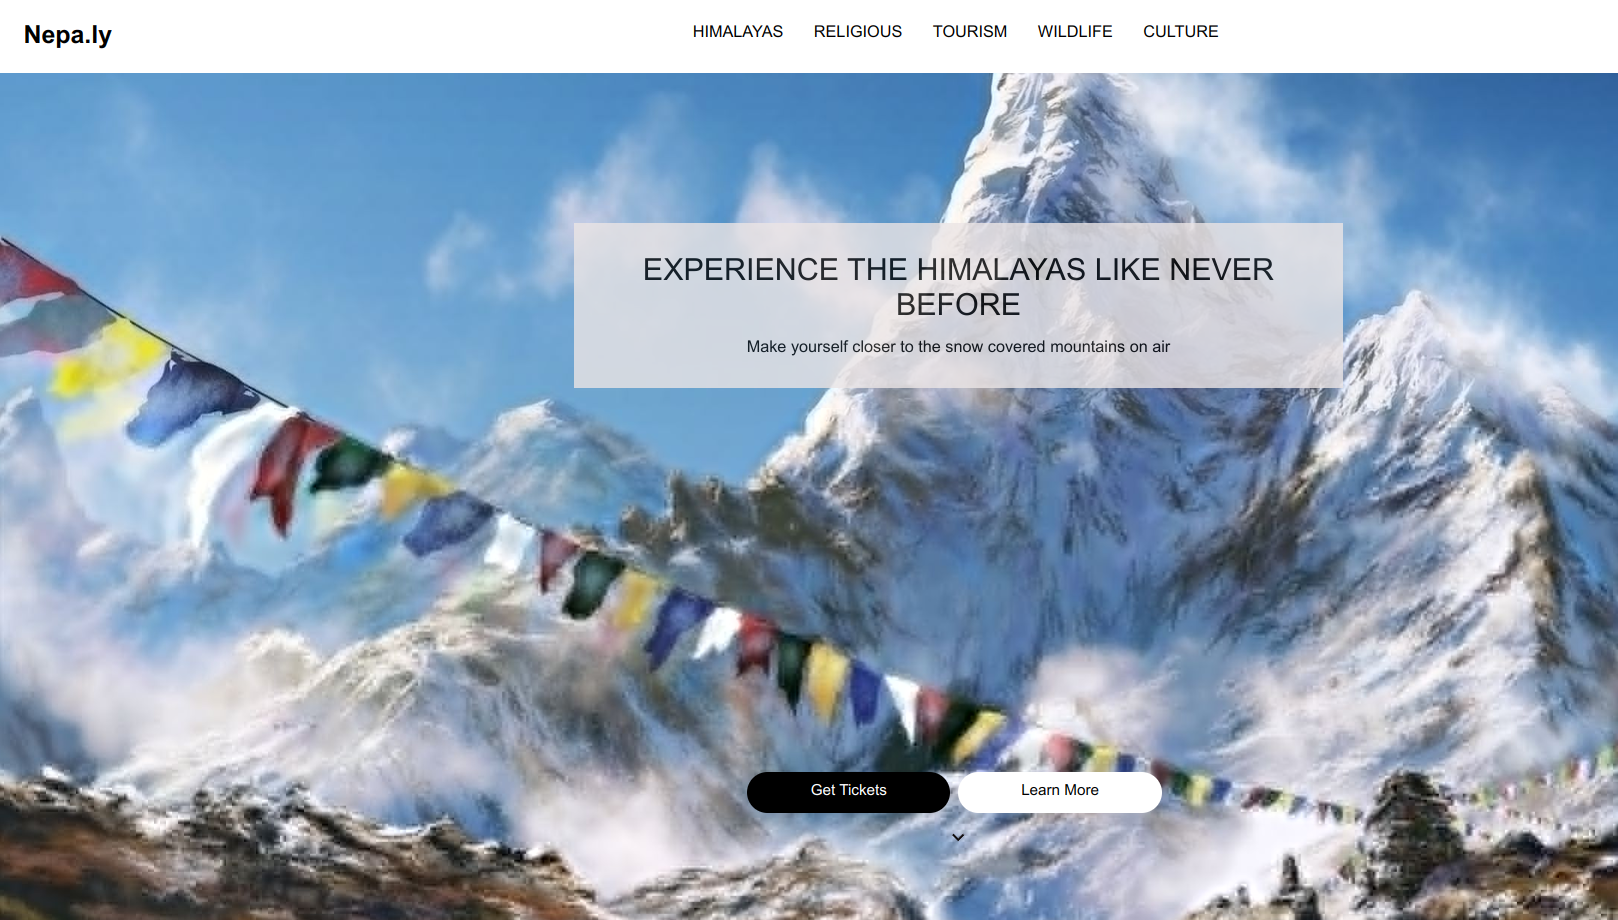 Nepa.ly
HIMALAYAS RELIGIOUS TOURISM WILDLIFE CULTURE
EXPERIENCE THE HIMALAYAS LIKE NEVER
BEFORE
Make yourself closer to the snow covered mountains on air
Get Tickets Learn More